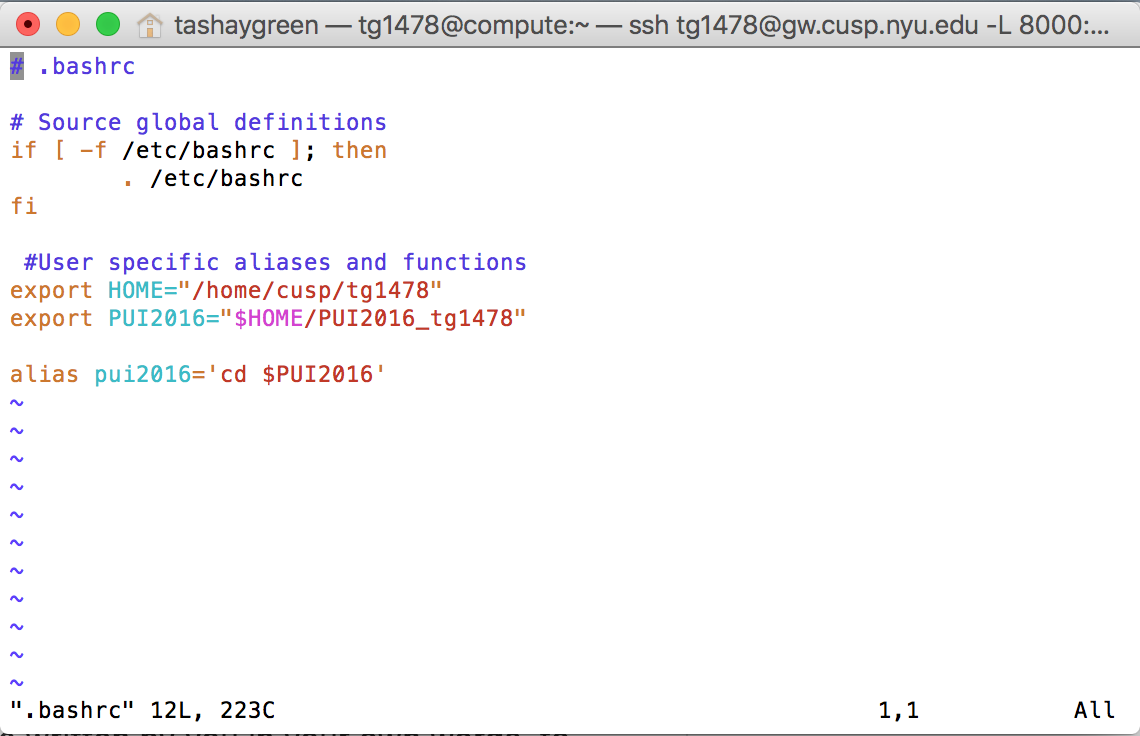 tashaygreen — tg1478@compute:~ — ssh tg1478@gw.cusp.nyu.edu -L 8000:...
# .bashrc
# Source global definitions
if [ -f /etc/bashrc ]; then
        . /etc/bashrc
fi
 #User specific aliases and functions
export HOME="/home/cusp/tg1478"
export PUI2016="$HOME/PUI2016_tg1478"
alias pui2016='cd $PUI2016'
~
~
~
~
~
~
~
~
~
~
~
".bashrc" 12L, 223C 1,1 All